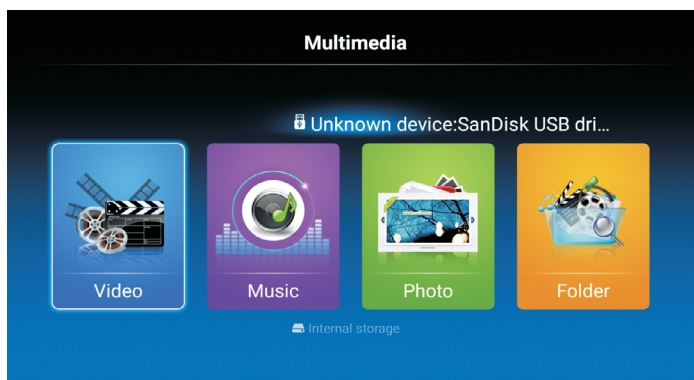 Multimedia
Unknown device:SanDisk USB dri...
Video Music Photo Folder
Internal storage